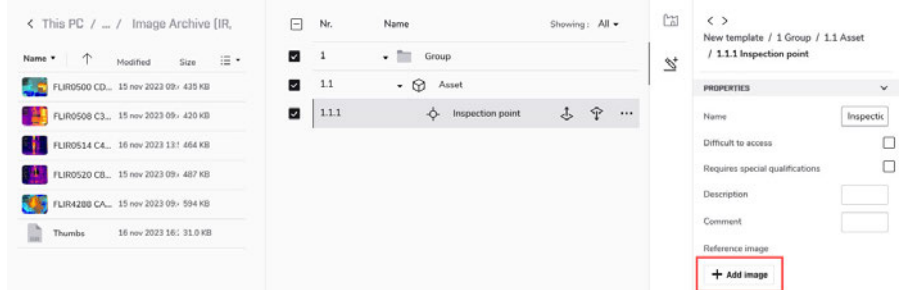 This PC / ... / Image Archive (IR,
Name Modified Size
FLIR0500 CD... 15 nov 2023 09: 435 KB
FLIR0508 C3... 15 nov 2023 09: 420 KB
FLIR0514 C4... 16 nov 2023 13: 464 KB
FLIR0520 CB... 15 nov 2023 09: 487 KB
FLIR4288 CA... 15 nov 2023 09: 594 KB
Thumbs 16 nov 2023 16: 31.0 KB
Nr. Name Showing: All
1 Group
1.1 Asset
1.1.1 Inspection point ...
< >
New template / 1 Group / 1.1 Asset
/ 1.1.1 Inspection point
PROPERTIES
Name Inspectic
Difficult to access
Requires special qualifications
Description
Comment
Reference image
+ Add image